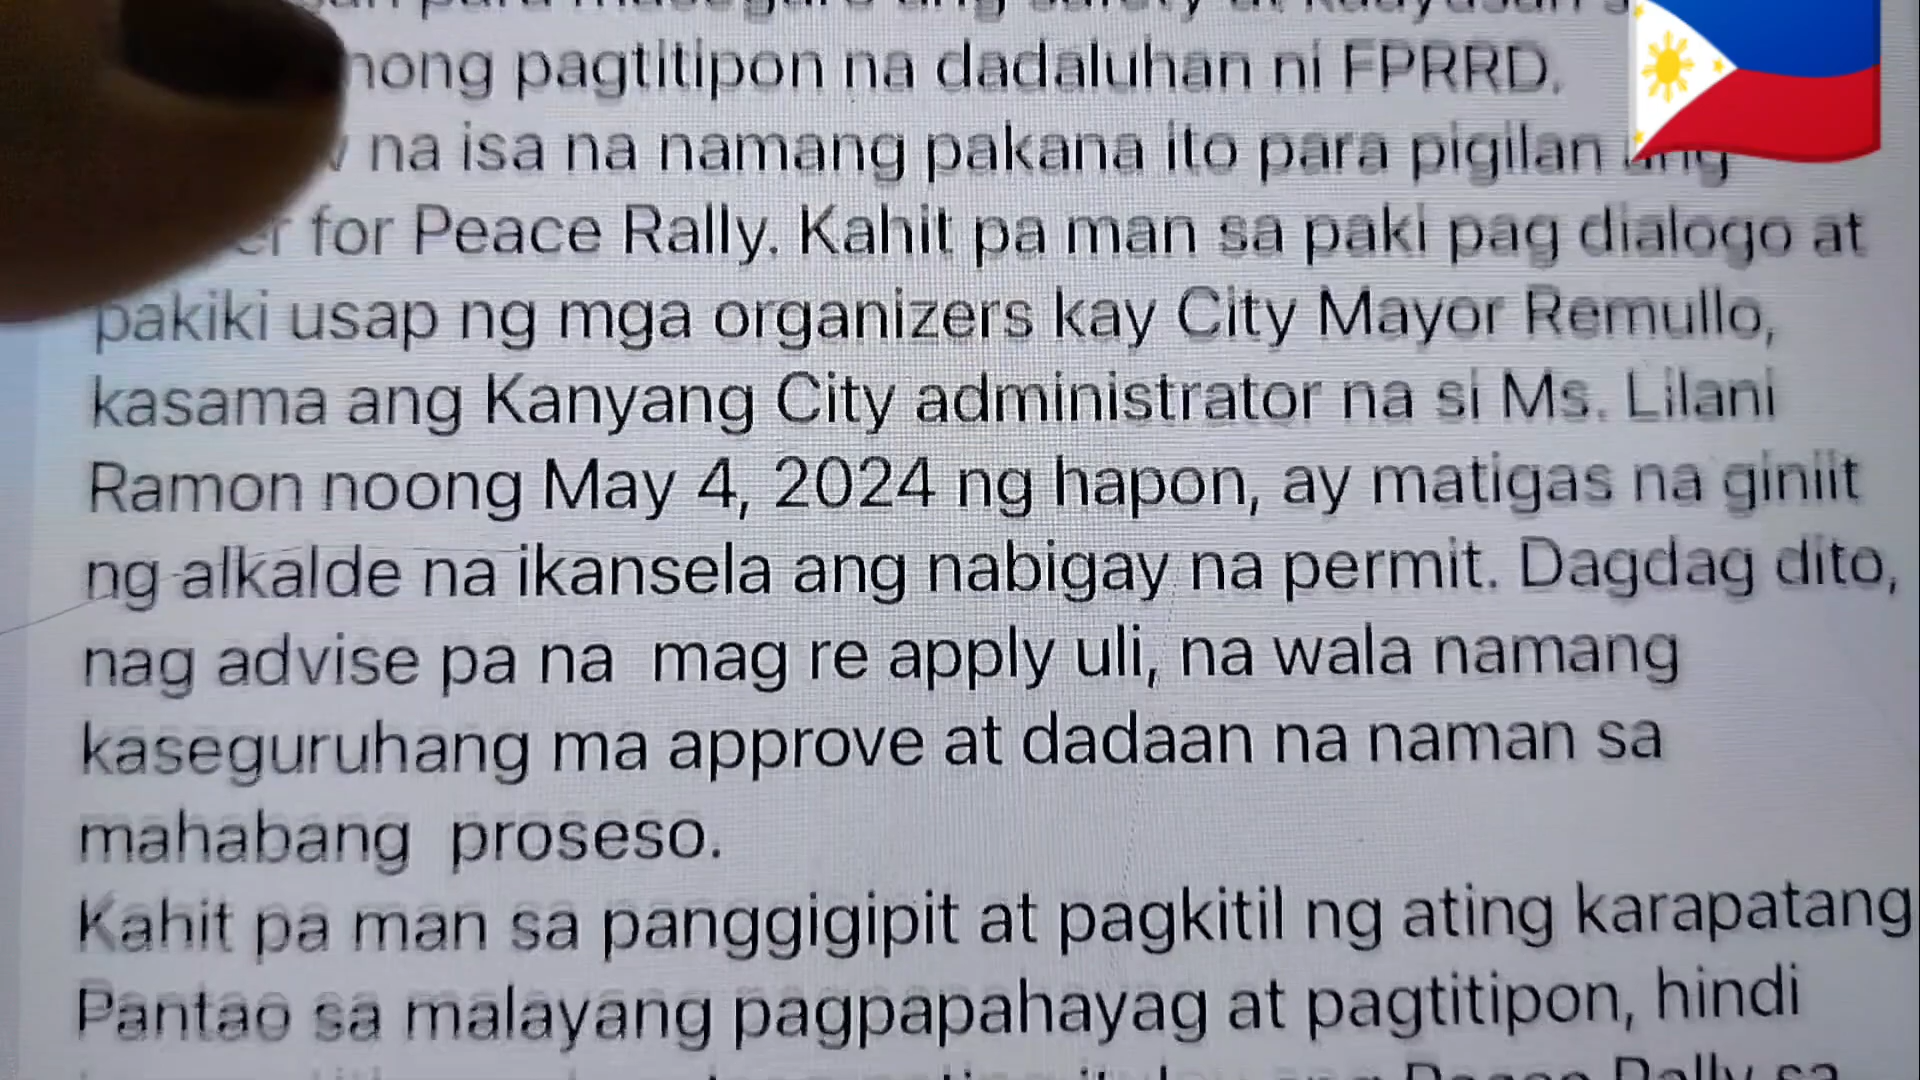 pagtitipon na dadaluhan ni FPRRD.
na isa na namang pakana ito para pigilan ang
for Peace Rally. Kahit pa man sa paki pag dialogo at
pakiki usap ng mga organizers kay City Mayor Remullo,
kasama ang Kanyang City administrator na si Ms. Lilani
Ramon noong May 4, 2024 ng hapon, ay matigas na giniit
ng alkalde na ikansela ang nabigay na permit. Dagdag dito,
nag advise pa na mag re apply uli, na wala namang
kaseguruhang ma approve at dadaan na naman sa
mahabang proseso.
Kahit pa man sa panggigipit at pagkitil ng ating karapatang
Pantao sa malayang pagpapahayag at pagtitipon, hindi